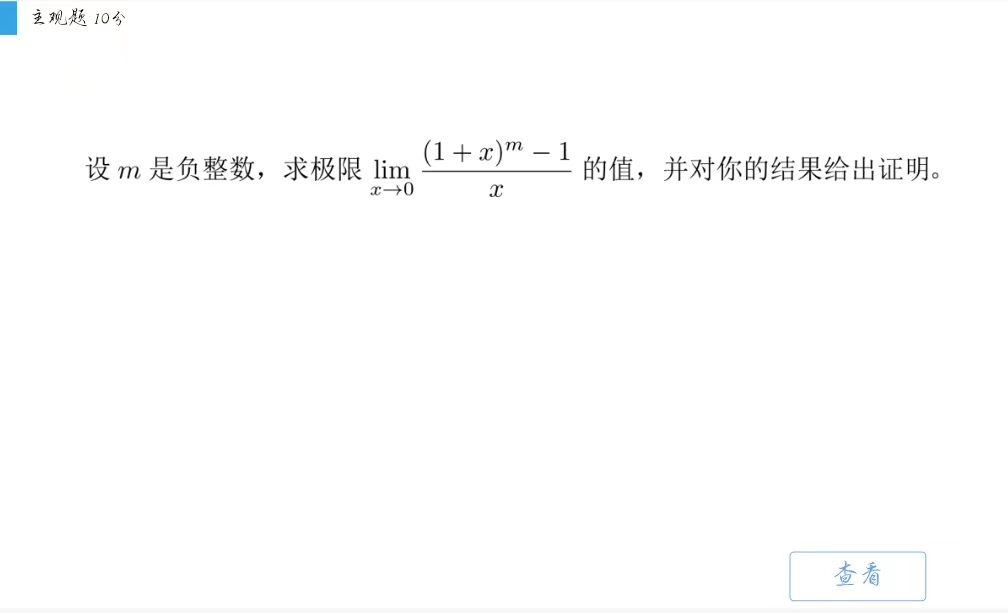 主观题 10分
设 m 是负整数，求极限 lim_{x→0} \frac{(1+x)^m - 1}{x} 的值，并对你的结果给出证明。
查看